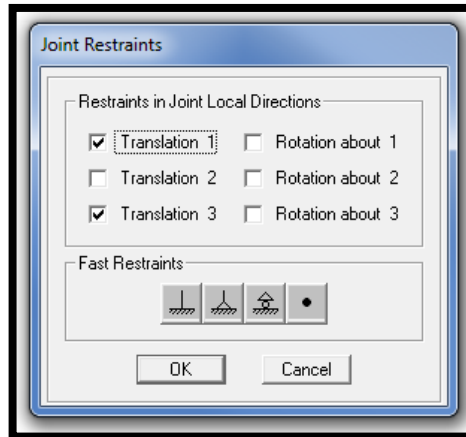 Joint Restraints
Restraints in Joint Local Directions
Translation 1 Rotation about 1
Translation 2 Rotation about 2
Translation 3 Rotation about 3
Fast Restraints
OK Cancel